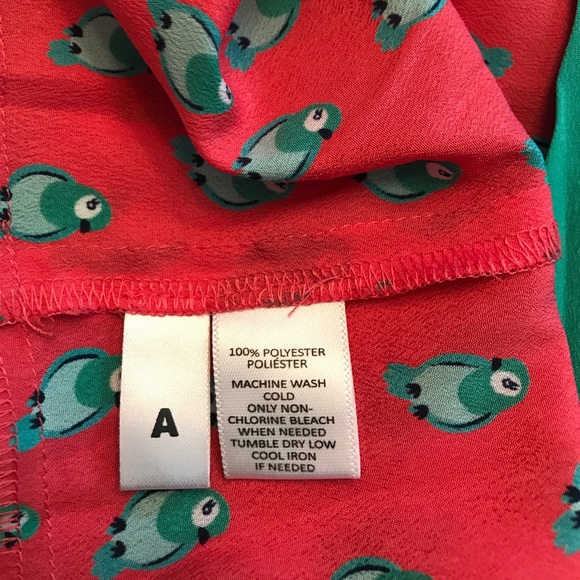 A
100% POLYESTER
POLIÉSTER
MACHINE WASH
COLD
ONLY NON-
CHLORINE BLEACH
WHEN NEEDED
TUMBLE DRY LOW
COOL IRON
IF NEEDED